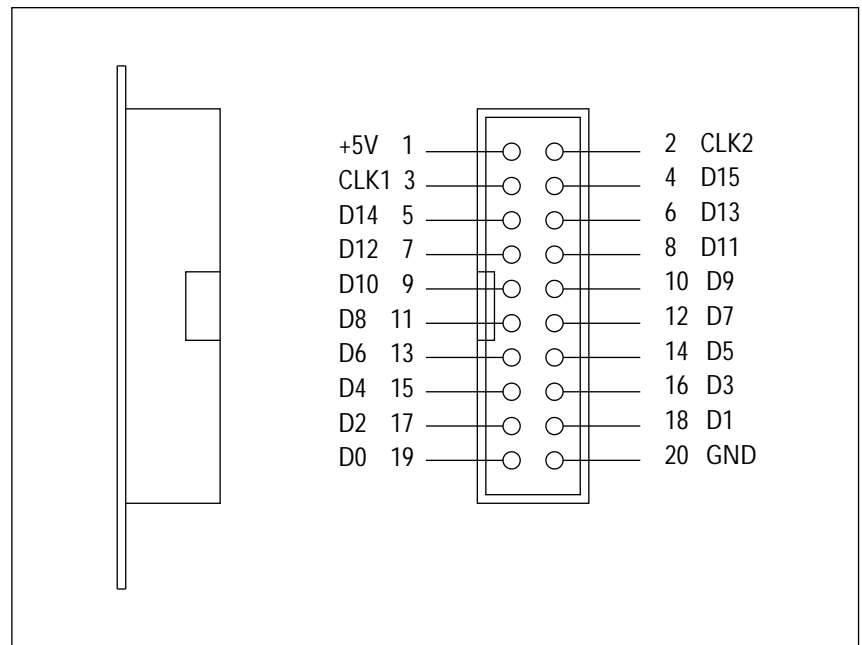 +5V 1 2 CLK2
CLK1 3 4 D15
D14 5 6 D13
D12 7 8 D11
D10 9 10 D9
D8 11 12 D7
D6 13 14 D5
D4 15 16 D3
D2 17 18 D1
D0 19 20 GND